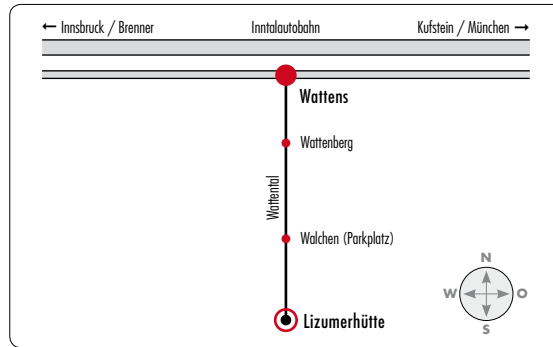 ← Innsbruck / Brenner Inntalautobahn Kufstein / München →
Wattens
Wattenberg
Wattental
Walchen (Parkplatz)
Lizumerhütte
N
W O
S